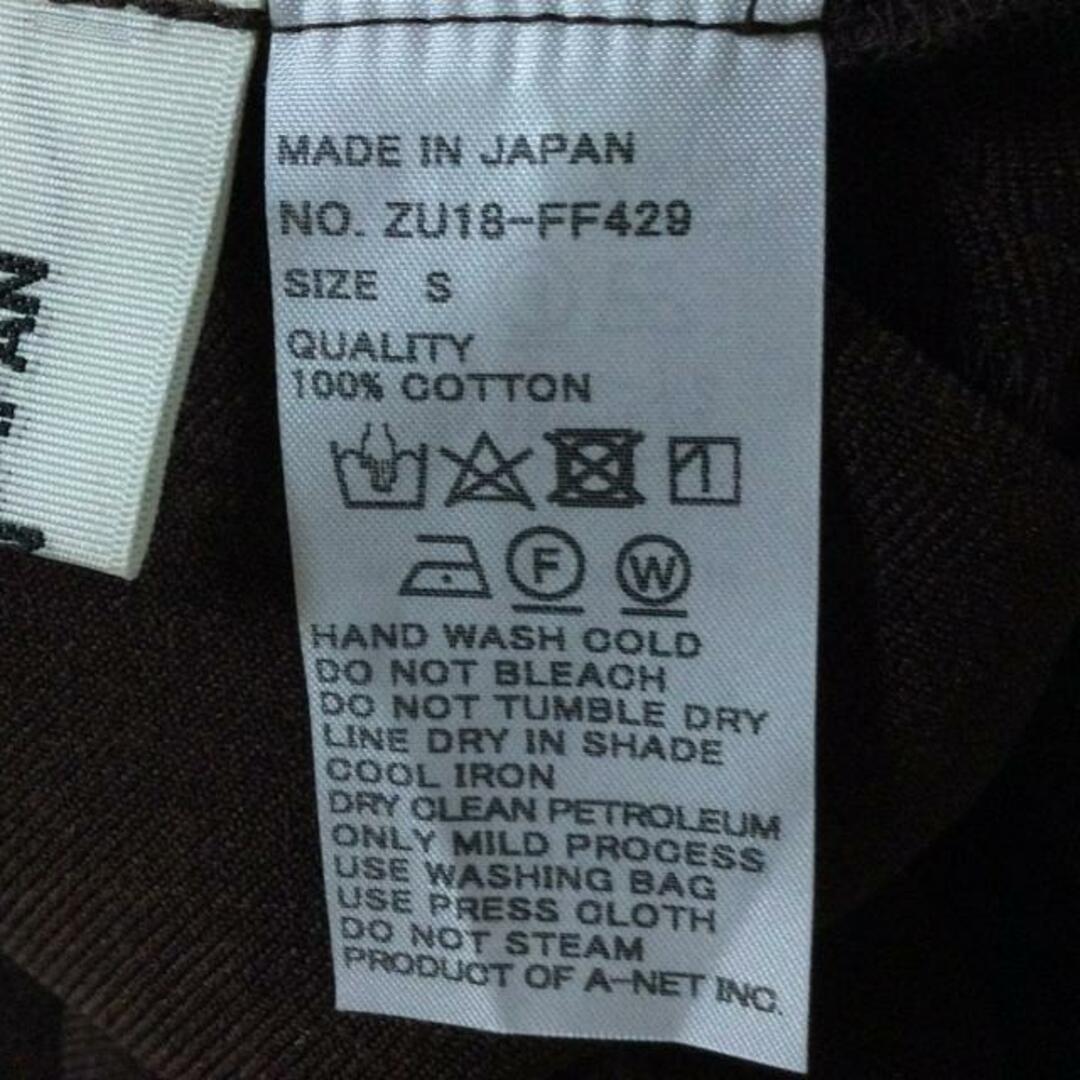 MADE IN JAPAN
NO. ZU18-FF429
SIZE S
QUALITY
100% COTTON
F W
HAND WASH COLD
DO NOT BLEACH
DO NOT TUMBLE DRY
LINE DRY IN SHADE
COOL IRON
DRY CLEAN PETROLEUM
ONLY MILD PROCESS
USE WASHING BAG
USE PRESS CLOTH
DO NOT STEAM
PRODUCT OF A-NET INC.